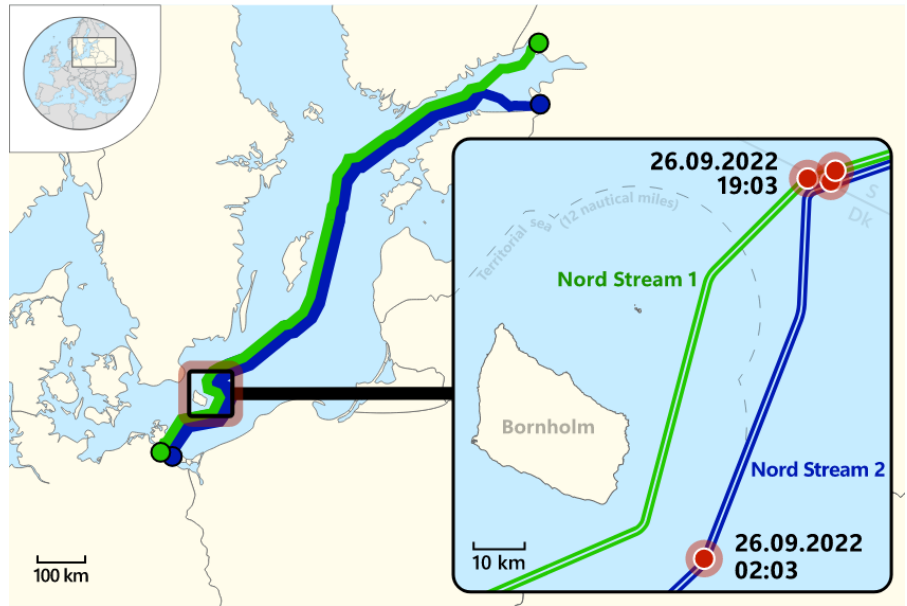 26.09.2022
19:03
S
Dk
Territorial sea (12 nautical miles)
Nord Stream 1
Bornholm
Nord Stream 2
26.09.2022
02:03
10 km
100 km